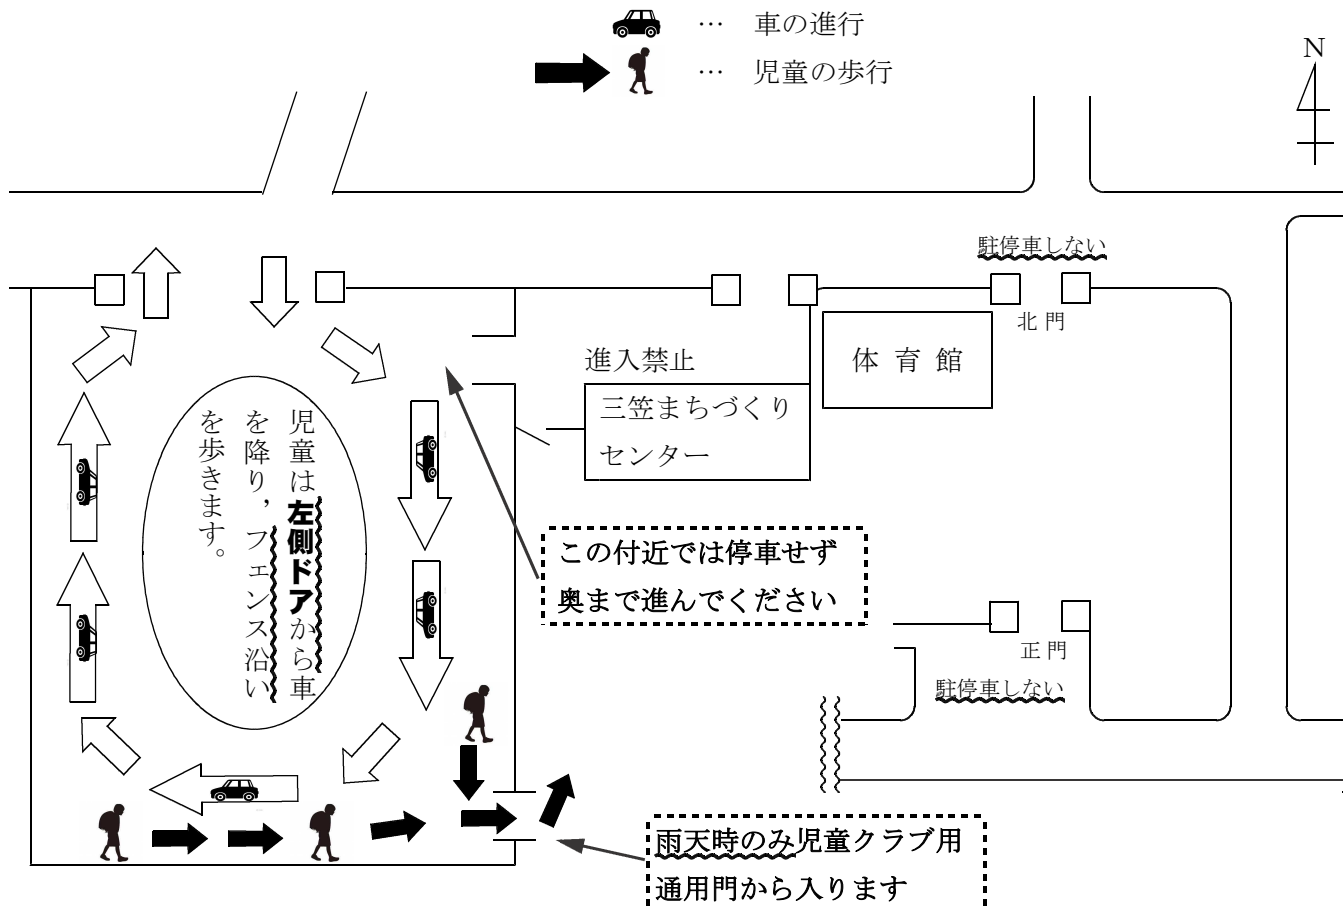 … 車の進行
… 児童の歩行
N
駐停車しない
北門
体育館
進入禁止
三笠まちづくり
センター
児童は左側ドアから車
を降り，フェンス沿い
を歩きます。
この付近では停車せず
奥まで進んでください
正門
駐停車しない
雨天時のみ児童クラブ用
通用門から入ります